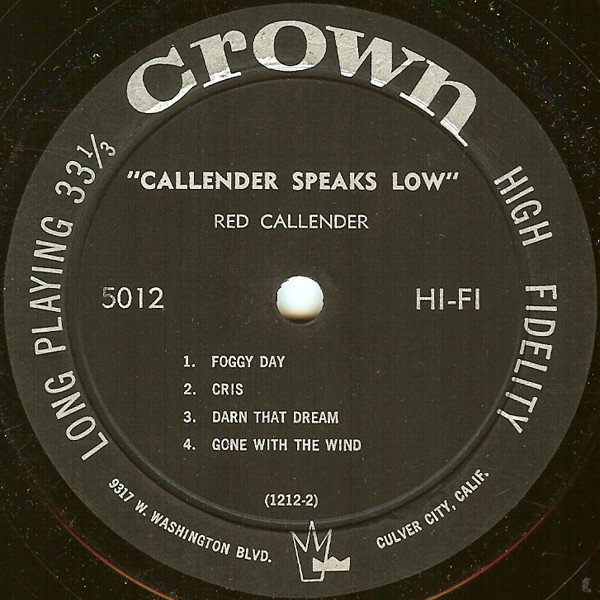 crown
"CALLENDER SPEAKS LOW"
RED CALLENDER
LONG PLAYING 33⅓
HIGH FIDELITY
5012
HI-FI
1. FOGGY DAY
2. CRIS
3. DARN THAT DREAM
4. GONE WITH THE WIND
(1212-2)
9317 W. WASHINGTON BLVD.
CULVER CITY, CALIF.